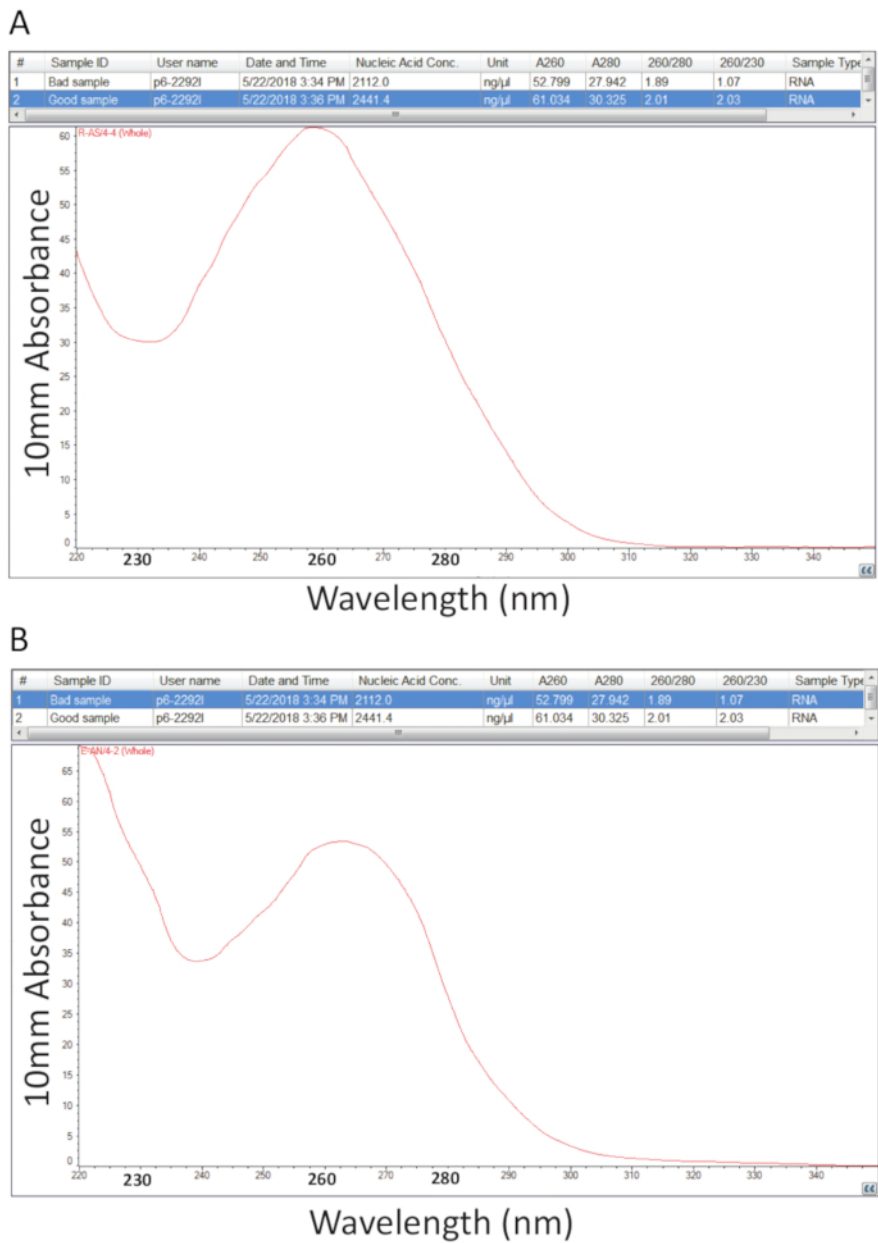 A
# Sample ID User name Date and Time Nucleic Acid Conc. Unit A260 A280 260/280 260/230 Sample Type
1 Bad sample p6-2292l 5/22/2018 3:34 PM 2112.0 ng/µl 52.799 27.942 1.89 1.07 RNA
2 Good sample p6-2292l 5/22/2018 3:36 PM 2441.4 ng/µl 61.034 30.325 2.01 2.03 RNA
R-AS/4-4 (Whole)
60
55
50
45
40
35
30
25
20
15
10
5
0
10mm Absorbance
220 230 240 250 260 270 280 290 300 310 320 330 340
Wavelength (nm)
B
# Sample ID User name Date and Time Nucleic Acid Conc. Unit A260 A280 260/280 260/230 Sample Type
1 Bad sample p6-2292l 5/22/2018 3:34 PM 2112.0 ng/µl 52.799 27.942 1.89 1.07 RNA
2 Good sample p6-2292l 5/22/2018 3:36 PM 2441.4 ng/µl 61.034 30.325 2.01 2.03 RNA
E-AN/4-2 (Whole)
65
60
55
50
45
40
35
30
25
20
15
10
5
0
10mm Absorbance
220 230 240 250 260 270 280 290 300 310 320 330 340
Wavelength (nm)